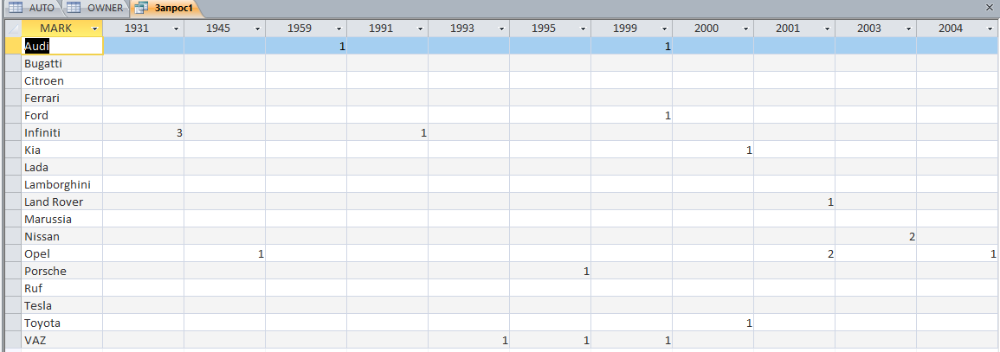 AUTO OWNER Запрос1
MARK 1931 1945 1959 1991 1993 1995 1999 2000 2001 2003 2004
Audi 1 1
Bugatti
Citroen
Ferrari
Ford 1
Infiniti 3 1
Kia 1
Lada
Lamborghini
Land Rover 1
Marussia
Nissan 2
Opel 1 2 1
Porsche 1
Ruf
Tesla
Toyota 1
VAZ 1 1 1